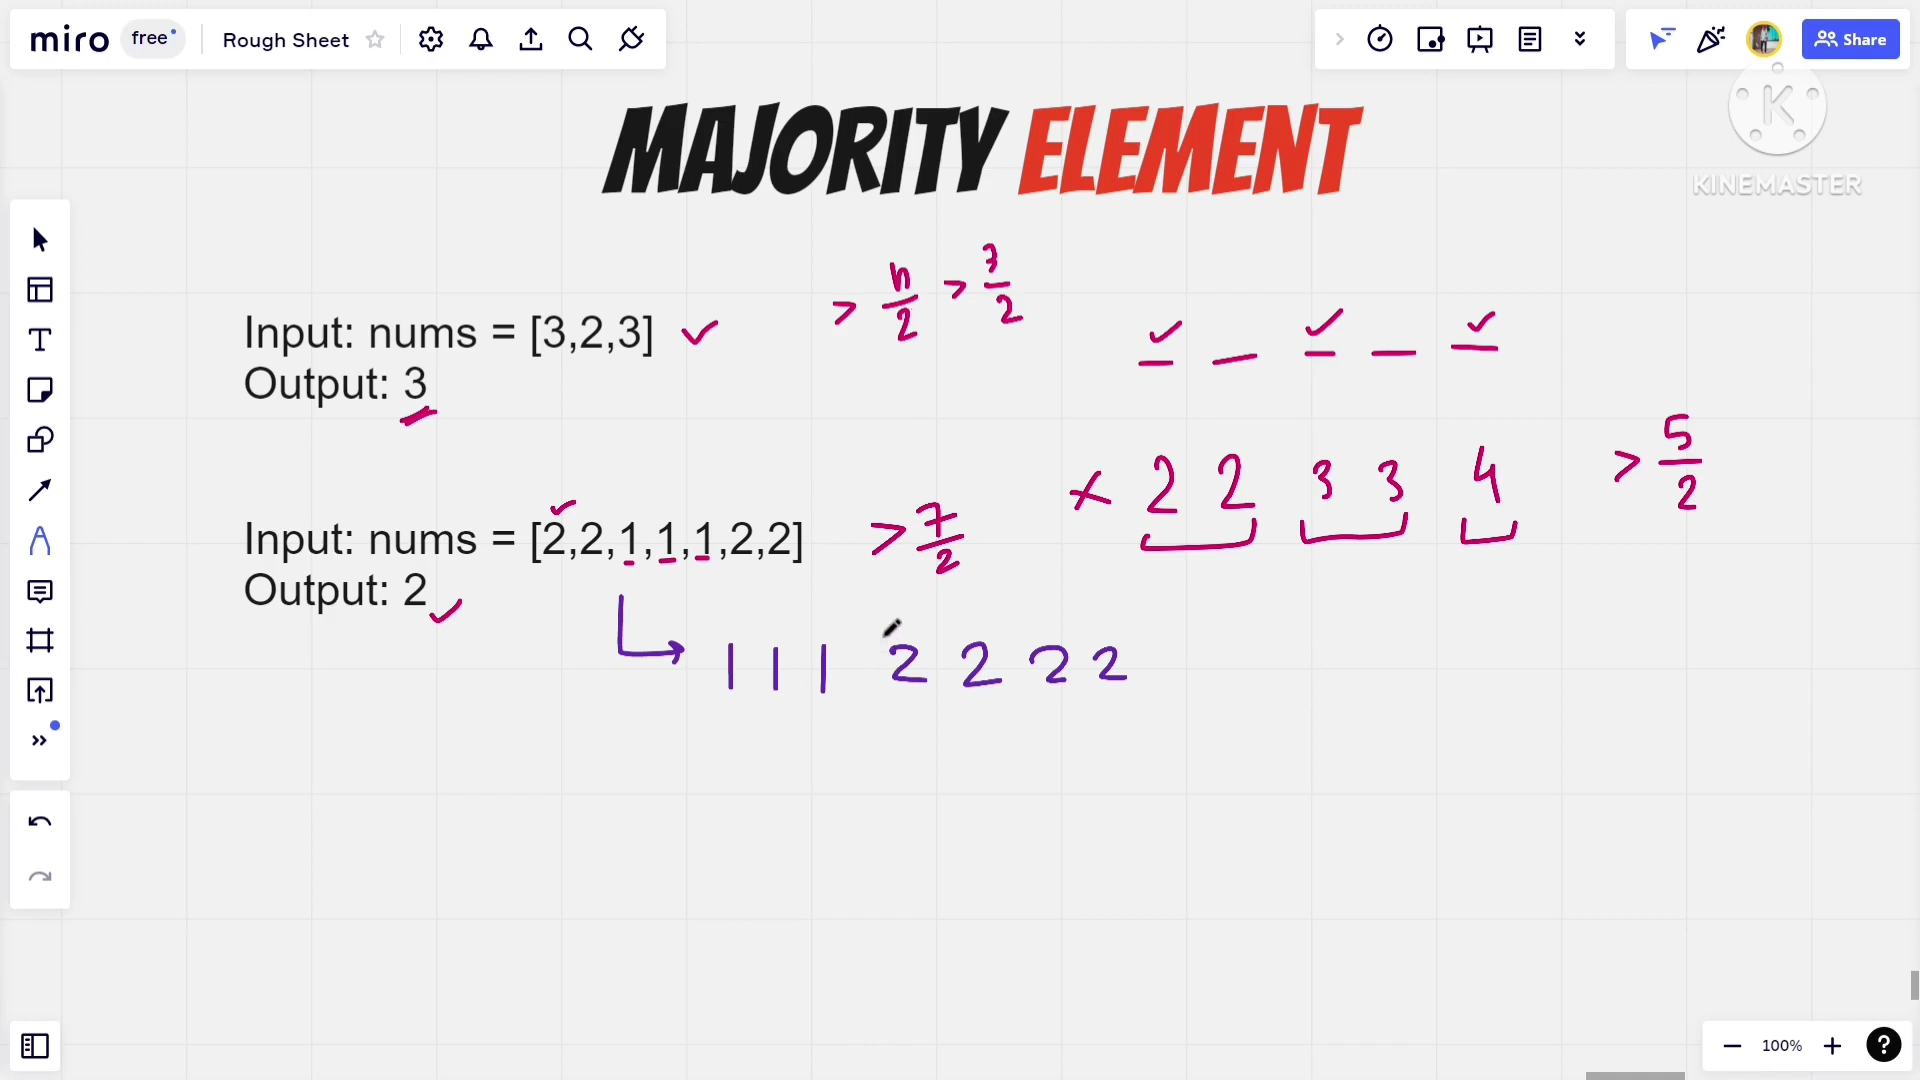 miro free Rough Sheet Share
KINEMASTER
MAJORITY ELEMENT
> n/2 > 3/2
Input: nums = [3,2,3]
Output: 3
× 2 2 3 3 4 > 5/2
Input: nums = [2,2,1,1,1,2,2] > 7/2
Output: 2
1 1 1 2 2 2 2
100%